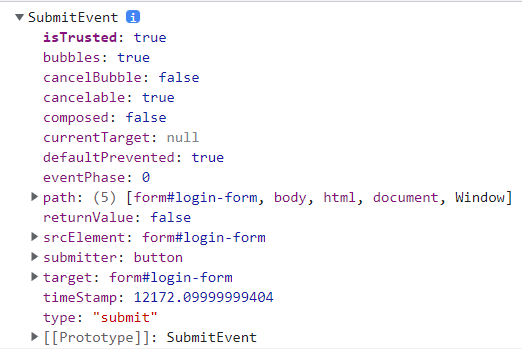 SubmitEvent i
isTrusted: true
bubbles: true
cancelBubble: false
cancelable: true
composed: false
currentTarget: null
defaultPrevented: true
eventPhase: 0
path: (5) [form#login-form, body, html, document, Window]
returnValue: false
srcElement: form#login-form
submitter: button
target: form#login-form
timeStamp: 12172.09999999404
type: "submit"
[[Prototype]]: SubmitEvent